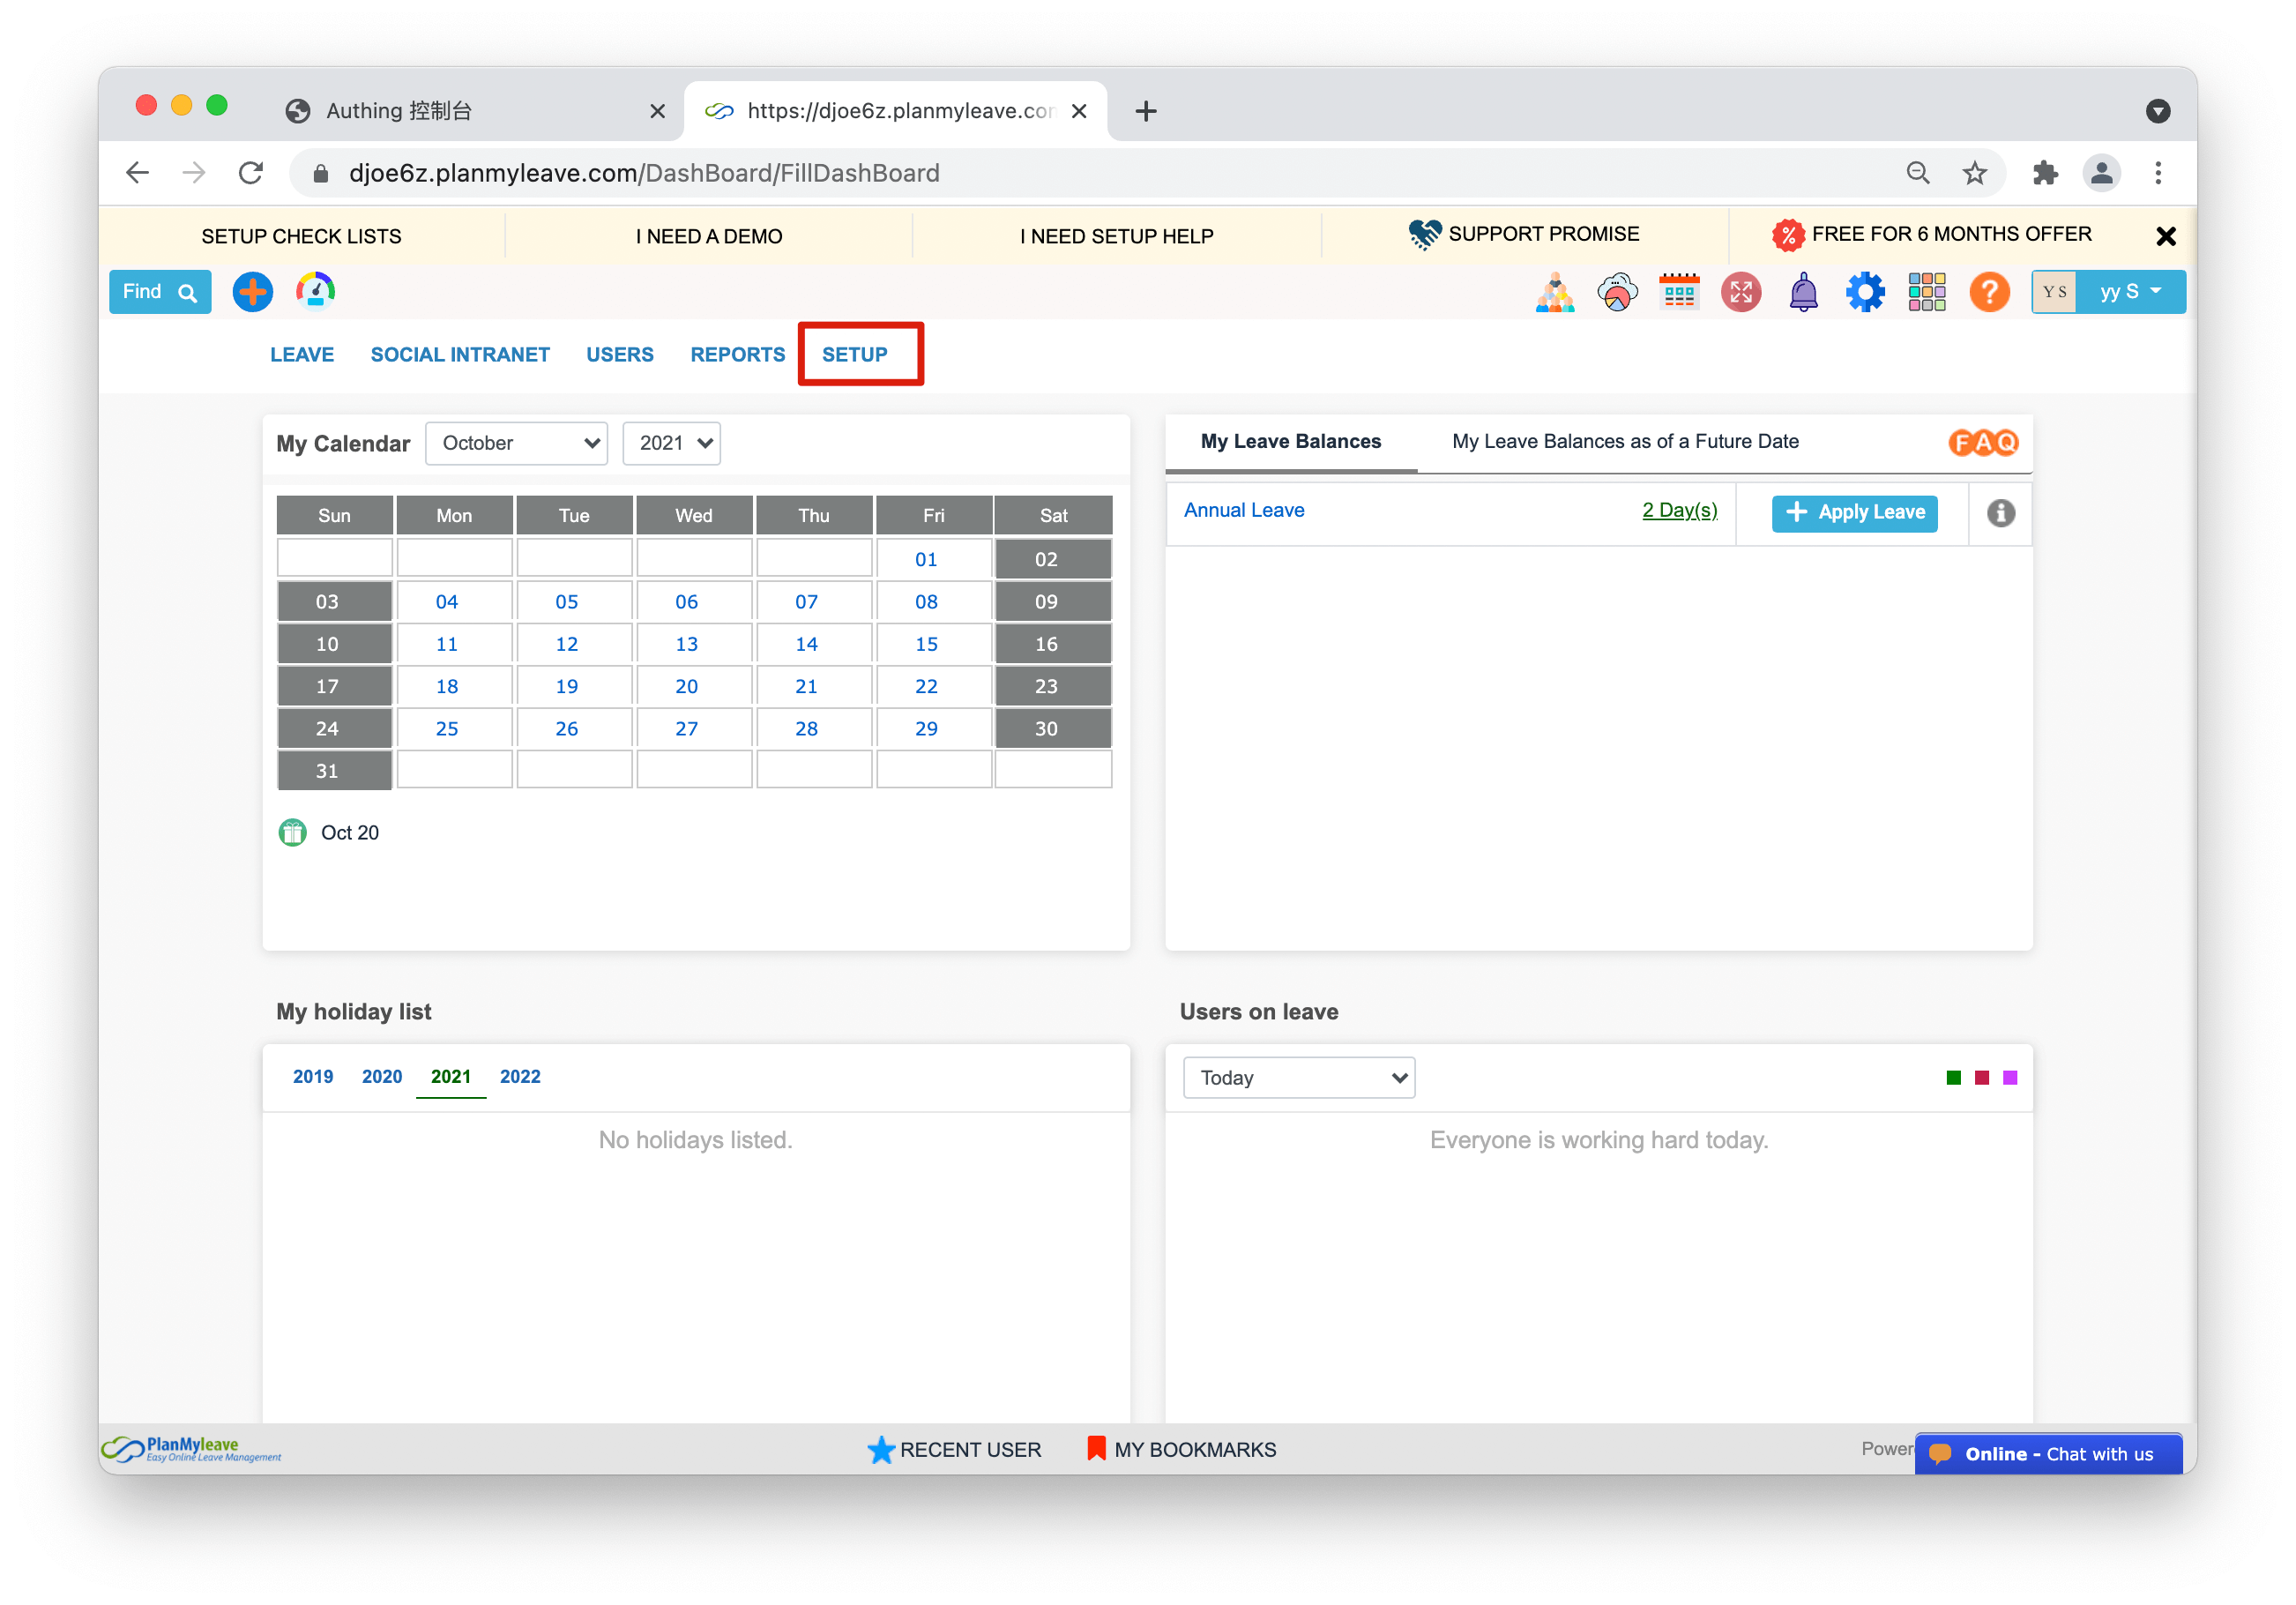 Authing 控制台
https://djoe6z.planmyleave.con
djoe6z.planmyleave.com/DashBoard/FillDashBoard
SETUP CHECK LISTS
I NEED A DEMO
I NEED SETUP HELP
SUPPORT PROMISE
FREE FOR 6 MONTHS OFFER
Find
Y S
yy S
LEAVE
SOCIAL INTRANET
USERS
REPORTS
SETUP
My Calendar
October
2021
Sun Mon Tue Wed Thu Fri Sat
01 02
03 04 05 06 07 08 09
10 11 12 13 14 15 16
17 18 19 20 21 22 23
24 25 26 27 28 29 30
31
Oct 20
My Leave Balances
My Leave Balances as of a Future Date
FAQ
Annual Leave
2 Day(s)
Apply Leave
My holiday list
2019 2020 2021 2022
No holidays listed.
Users on leave
Today
Everyone is working hard today.
PlanMyleave
Easy Online Leave Management
RECENT USER
MY BOOKMARKS
Power
Online - Chat with us